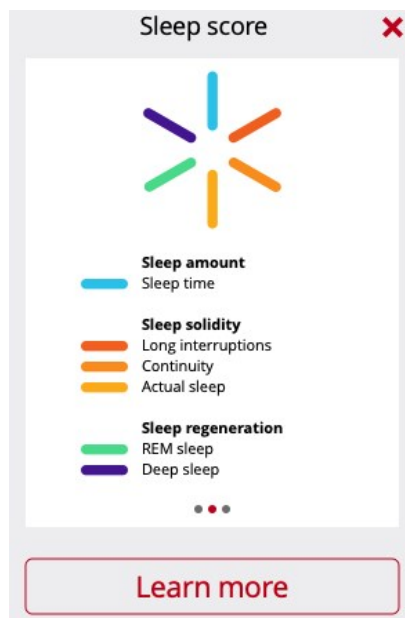 Sleep score
Sleep amount
Sleep time
Sleep solidity
Long interruptions
Continuity
Actual sleep
Sleep regeneration
REM sleep
Deep sleep
Learn more